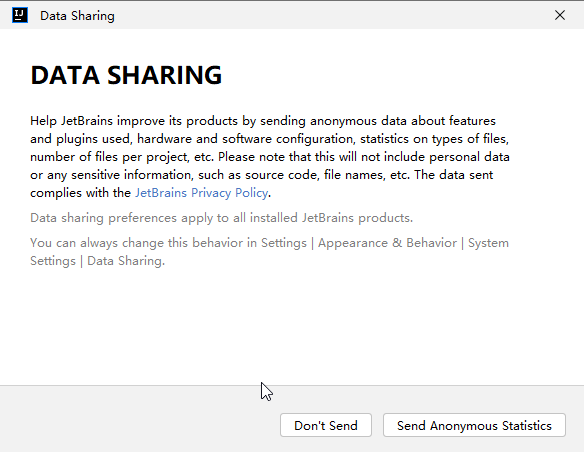 IJ
Data Sharing
DATA SHARING
Help JetBrains improve its products by sending anonymous data about features
and plugins used, hardware and software configuration, statistics on types of files,
number of files per project, etc. Please note that this will not include personal data
or any sensitive information, such as source code, file names, etc. The data sent
complies with the JetBrains Privacy Policy.
Data sharing preferences apply to all installed JetBrains products.
You can always change this behavior in Settings | Appearance & Behavior | System
Settings | Data Sharing.
Don't Send
Send Anonymous Statistics